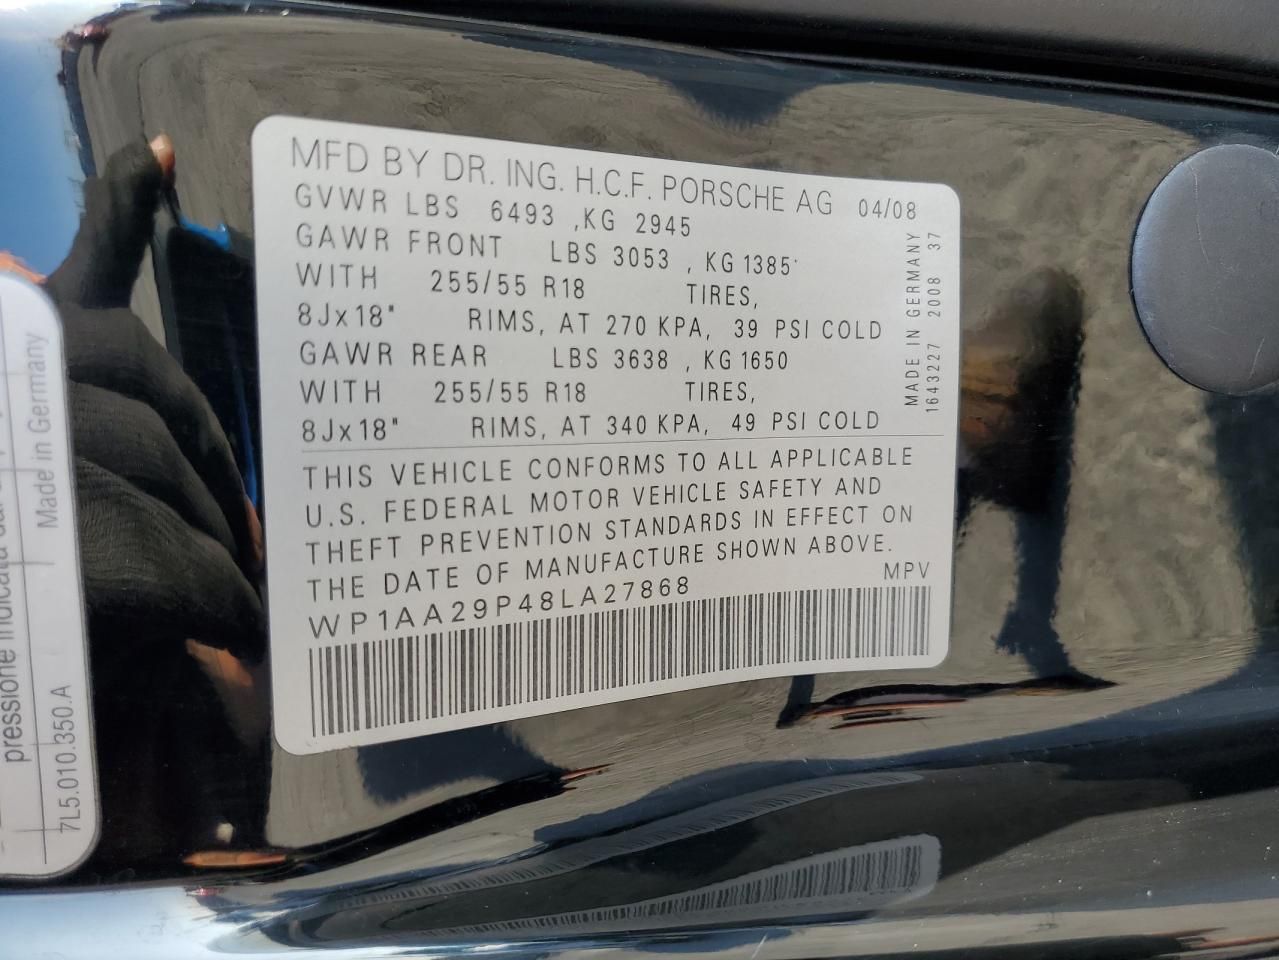 MFD BY DR. ING. H.C.F. PORSCHE AG 04/08
GVWR LBS 6493 ,KG 2945
GAWR FRONT LBS 3053 , KG 1385
WITH 255/55 R18 TIRES,
8Jx18" RIMS, AT 270 KPA, 39 PSI COLD
GAWR REAR LBS 3638 , KG 1650
WITH 255/55 R18 TIRES,
8Jx18" RIMS, AT 340 KPA, 49 PSI COLD
MADE IN GERMANY
1643227 2008 37
THIS VEHICLE CONFORMS TO ALL APPLICABLE
U.S. FEDERAL MOTOR VEHICLE SAFETY AND
THEFT PREVENTION STANDARDS IN EFFECT ON
THE DATE OF MANUFACTURE SHOWN ABOVE.
WP1AA29P48LA27868 MPV
pressione indicata
Made in Germany
7L5.010.350.A